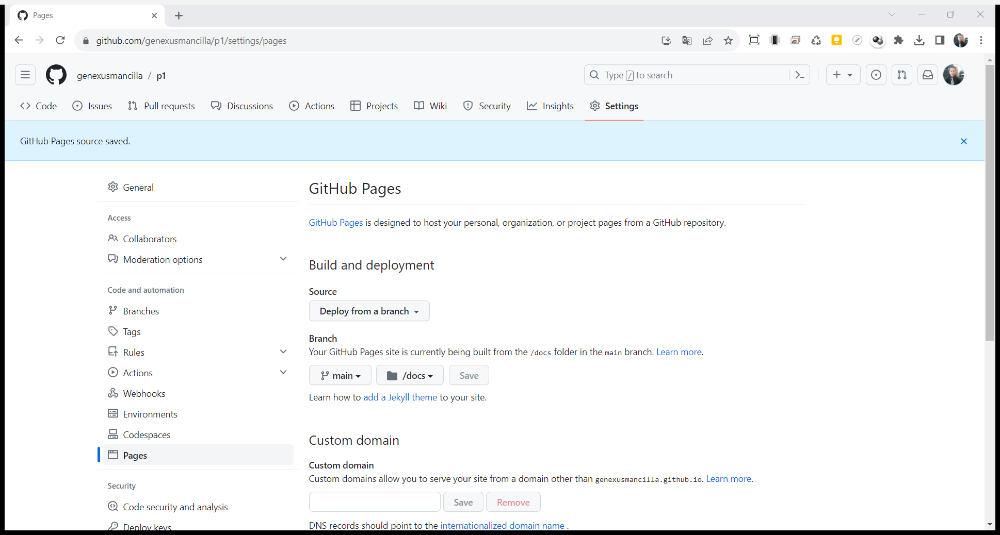 Pages
github.com/genexusmancilla/p1/settings/pages
genexusmancilla / p1
Type / to search
Code
Issues
Pull requests
Discussions
Actions
Projects
Wiki
Security
Insights
Settings
GitHub Pages source saved.
General
Access
Collaborators
Moderation options
Code and automation
Branches
Tags
Rules
Actions
Webhooks
Environments
Codespaces
Pages
Security
Code security and analysis
Deploy keys
GitHub Pages
GitHub Pages is designed to host your personal, organization, or project pages from a GitHub repository.
Build and deployment
Source
Deploy from a branch
Branch
Your GitHub Pages site is currently being built from the /docs folder in the main branch. Learn more.
main
/docs
Save
Learn how to add a Jekyll theme to your site.
Custom domain
Custom domain
Custom domains allow you to serve your site from a domain other than genexusmancilla.github.io. Learn more.
Save
Remove
DNS records should point to the internationalized domain name .